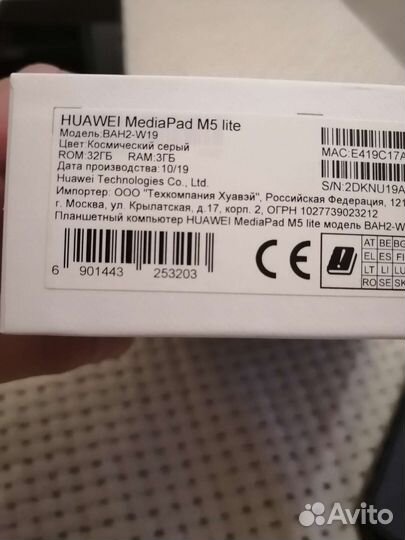 HUAWEI MediaPad M5 lite
Модель:BAH2-W19
Цвет:Космический серый
ROM:32ГБ RAM:3ГБ
Дата производства:10/19
Huawei Technologies Co., Ltd.
Импортер: ООО "Техкомпания Хуавэй", Российская Федерация, 121
г. Москва, ул. Крылатская, д.17, корп. 2, ОГРН 1027739023212
Планшетный компьютер HUAWEI MediaPad M5 lite модель BAH2-W
MAC:E419C17A
S/N:2DKNU19A
6 901443 253203
CE
AT BE BG
EL ES FI
LT LI LU
RO SE SK
Avito